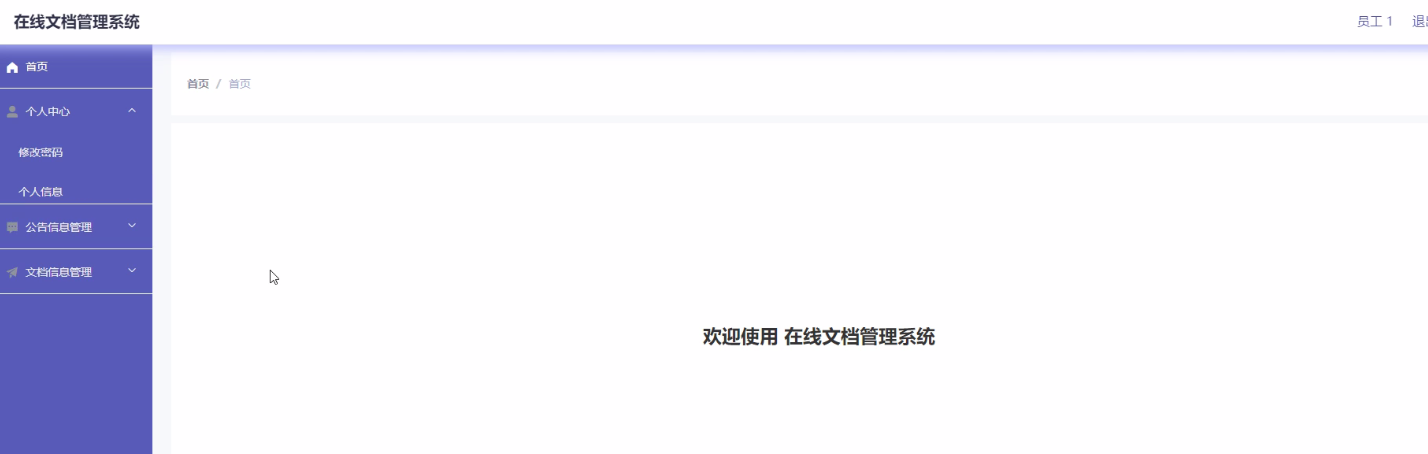 在线文档管理系统
员工 1
首页
首页 / 首页
个人中心
修改密码
个人信息
公告信息管理
文档信息管理
欢迎使用 在线文档管理系统